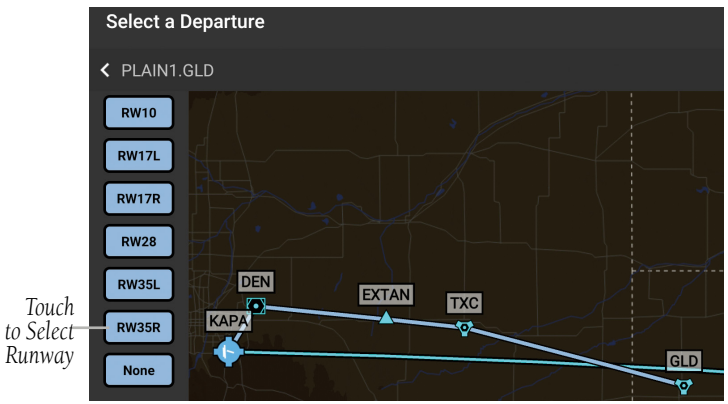 Select a Departure
PLAIN1.GLD
RW10
RW17L
RW17R
RW28
RW35L
RW35R
None
Touch
to Select
Runway
DEN
EXTAN
TXC
KAPA
GLD